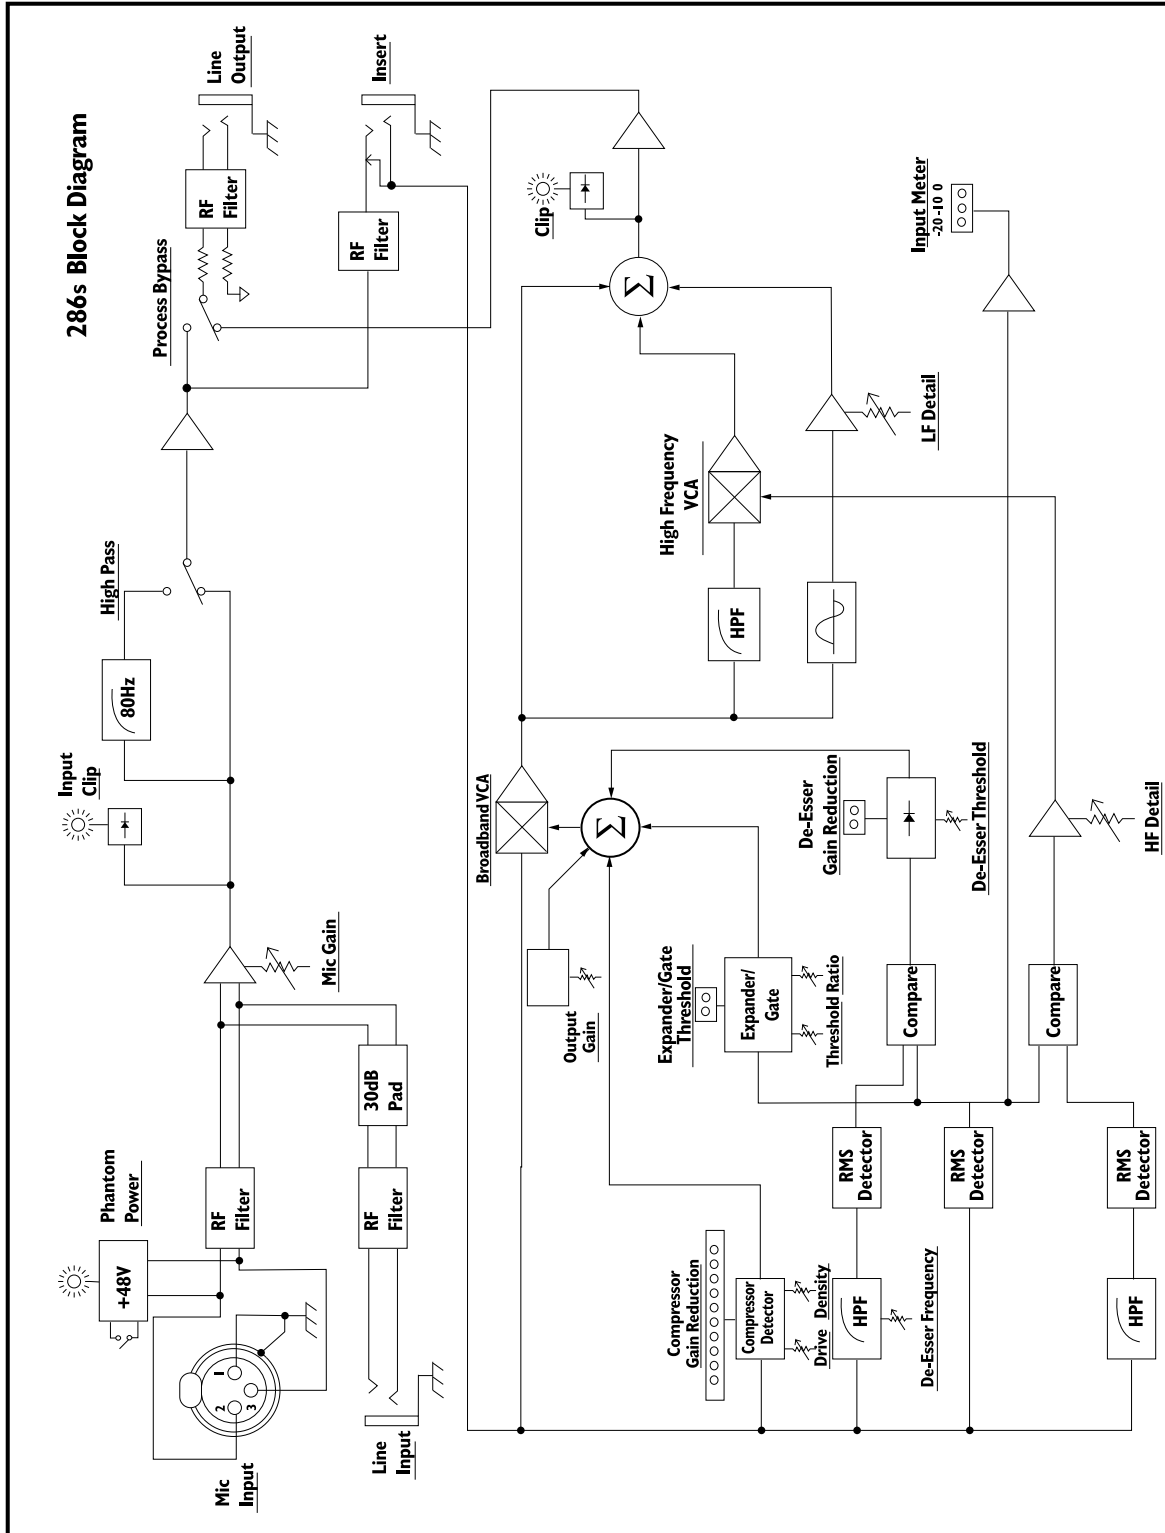 286s Block Diagram
Mic
Input
1
2
3
Phantom
Power
+48V
RF
Filter
Line
Input
RF
Filter
30dB
Pad
Mic Gain
Input
Clip
80Hz
High Pass
Process Bypass
RF
Filter
Line
Output
RF
Filter
Insert
Compressor
Gain Reduction
Compressor
Detector
Drive
Density
HPF
De-Esser Frequency
RMS
Detector
RMS
Detector
HPF
RMS
Detector
Output
Gain
Expander/Gate
Threshold
Expander/
Gate
Threshold Ratio
Compare
Compare
Broadband VCA
Σ
De-Esser
Gain Reduction
De-Esser Threshold
HF Detail
HPF
High Frequency
VCA
LF Detail
Σ
Clip
Input Meter
-20 -10 0